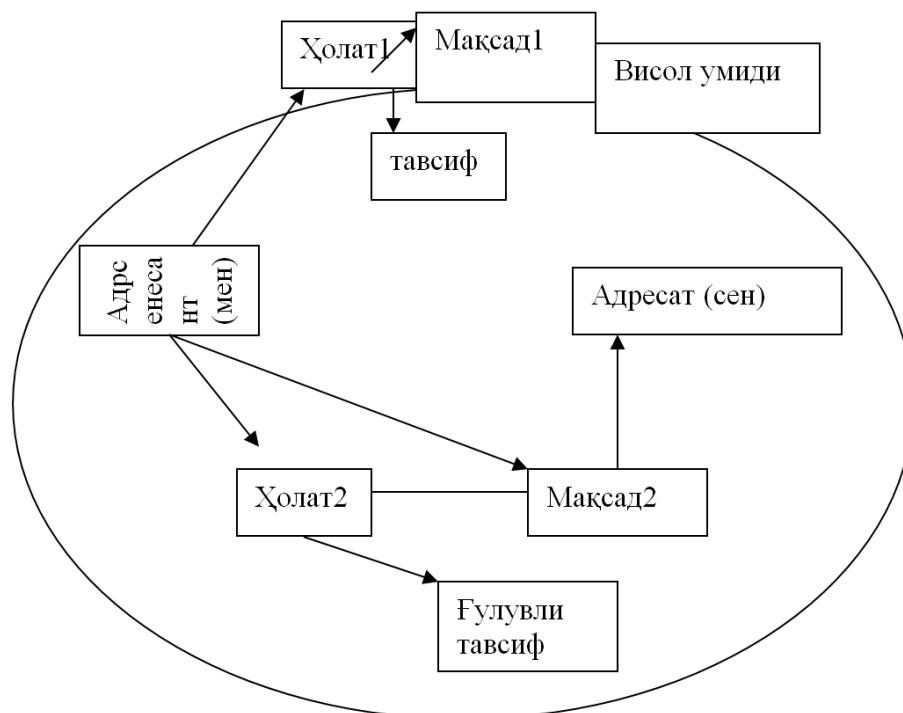 Ҳолат1
Мақсад1
Висол умиди
тавсиф
Адрс
енеса
нт
(мен)
Адресат (сен)
Ҳолат2
Мақсад2
Ғулувли
тавсиф